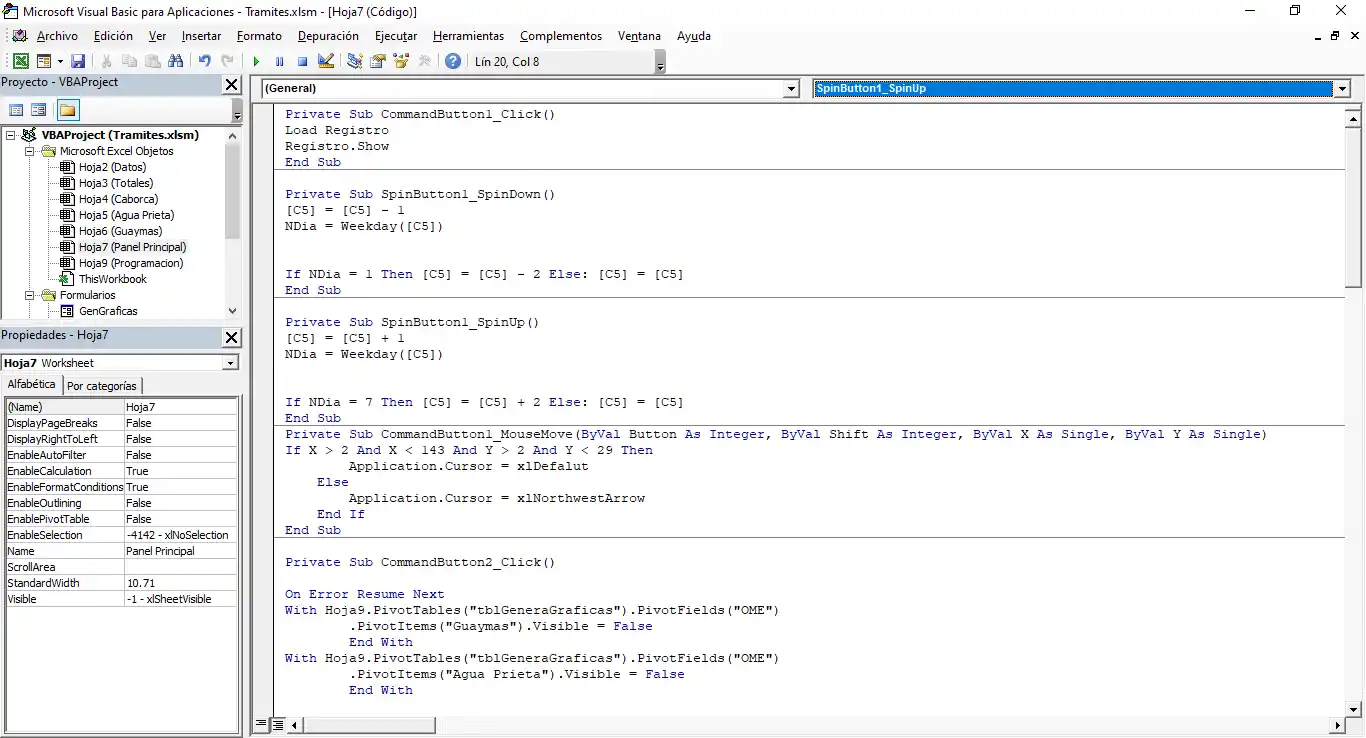 Microsoft Visual Basic para Aplicaciones - Tramites.xlsm - [Hoja7 (Código)]
Archivo Edición Ver Insertar Formato Depuración Ejecutar Herramientas Complementos Ventana Ayuda
Lín 20, Col 8
Proyecto - VBAProject
VBAProject (Tramites.xlsm)
Microsoft Excel Objetos
Hoja2 (Datos)
Hoja3 (Totales)
Hoja4 (Caborca)
Hoja5 (Agua Prieta)
Hoja6 (Guaymas)
Hoja7 (Panel Principal)
Hoja9 (Programacion)
ThisWorkbook
Formularios
GenGraficas
Propiedades - Hoja7
Hoja7 Worksheet
Alfabética Por categorías
(Name) Hoja7
DisplayPageBreaks False
DisplayRightToLeft False
EnableAutoFilter False
EnableCalculation True
EnableFormatConditions True
EnableOutlining False
EnablePivotTable False
EnableSelection -4142 - xlNoSelection
Name Panel Principal
ScrollArea
StandardWidth 10.71
Visible -1 - xlSheetVisible
(General) SpinButton1_SpinUp
Private Sub CommandButton1_Click()
Load Registro
Registro.Show
End Sub
Private Sub SpinButton1_SpinDown()
[C5] = [C5] - 1
NDia = Weekday([C5])
If NDia = 1 Then [C5] = [C5] - 2 Else: [C5] = [C5]
End Sub
Private Sub SpinButton1_SpinUp()
[C5] = [C5] + 1
NDia = Weekday([C5])
If NDia = 7 Then [C5] = [C5] + 2 Else: [C5] = [C5]
End Sub
Private Sub CommandButton1_MouseMove(ByVal Button As Integer, ByVal Shift As Integer, ByVal X As Single, ByVal Y As Single)
If X > 2 And X < 143 And Y > 2 And Y < 29 Then
Application.Cursor = xlDefalut
Else
Application.Cursor = xlNorthwestArrow
End If
End Sub
Private Sub CommandButton2_Click()
On Error Resume Next
With Hoja9.PivotTables("tblGeneraGraficas").PivotFields("OME")
.PivotItems("Guaymas").Visible = False
End With
With Hoja9.PivotTables("tblGeneraGraficas").PivotFields("OME")
.PivotItems("Agua Prieta").Visible = False
End With